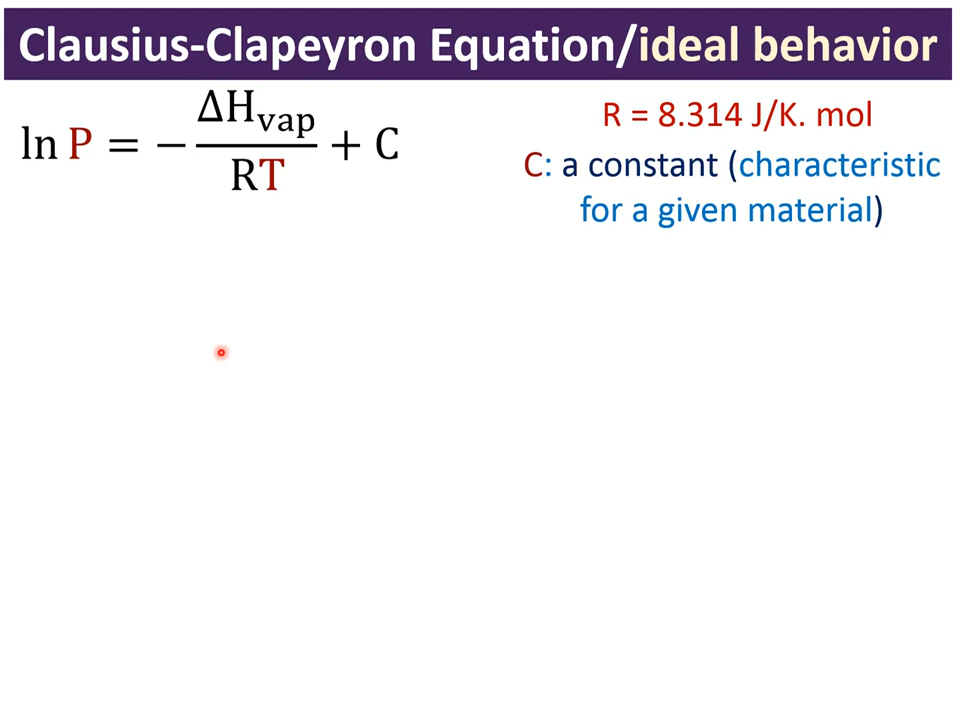 Clausius-Clapeyron Equation/ideal behavior
ln P = − ΔHvap / RT + C
R = 8.314 J/K. mol
C: a constant (characteristic
for a given material)